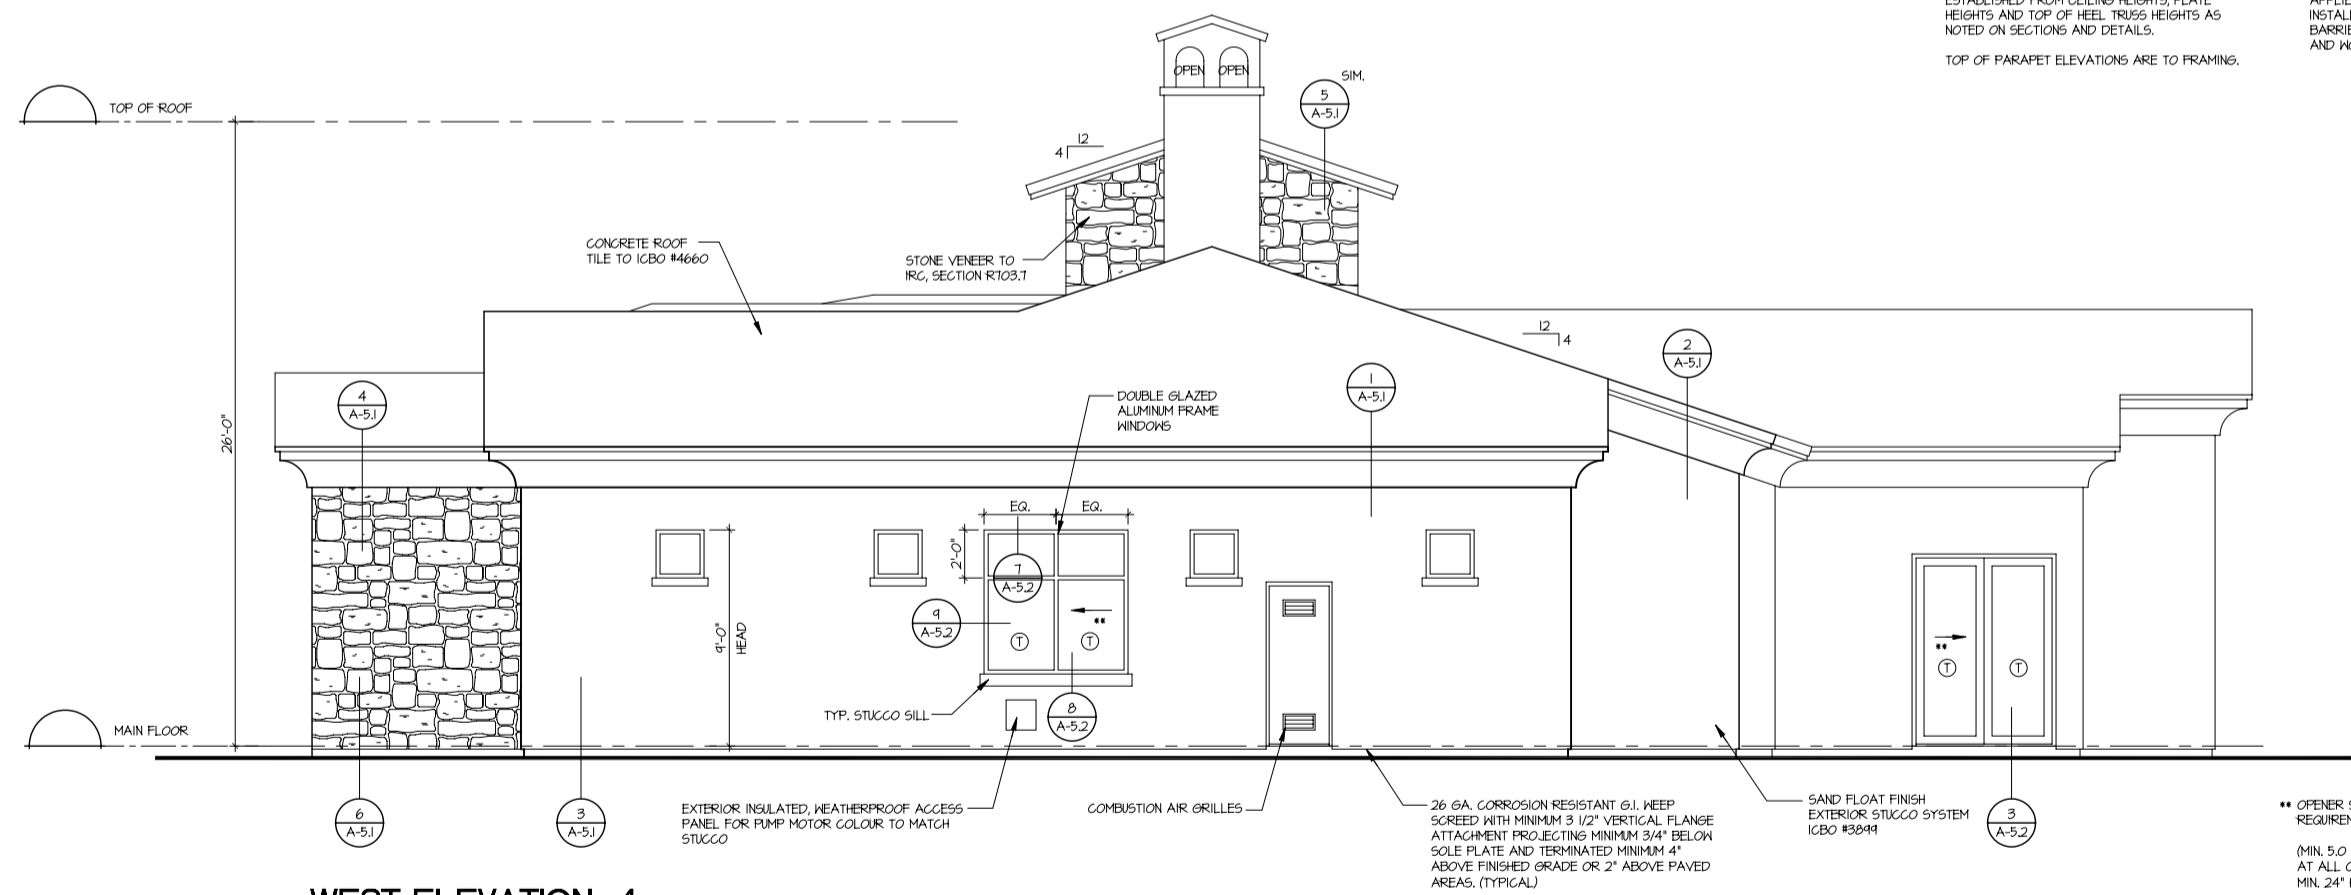 ESTABLISHED FROM CEILING HEIGHTS, PLATE
HEIGHTS AND TOP OF HEEL TRUSS HEIGHTS AS
NOTED ON SECTIONS AND DETAILS.
TOP OF PARAPET ELEVATIONS ARE TO FRAMING.
INSTALL
BARRIE
AND WO
OPEN OPEN
SIM.
5
A-5.1
TOP OF ROOF
12
4
CONCRETE ROOF
TILE TO ICBO #4660
STONE VENEER TO
IRC, SECTION R703.7
12
4
2
A-5.1
1
A-5.1
4
A-5.1
DOUBLE GLAZED
ALUMINUM FRAME
WINDOWS
26'-0"
EQ. EQ.
2'-0"
7
A-5.2
9
A-5.2
**
T T
9'-0"
HEAD
**
T T
TYP. STUCCO SILL
8
A-5.2
MAIN FLOOR
6
A-5.1
3
A-5.1
EXTERIOR INSULATED, WEATHERPROOF ACCESS
PANEL FOR PUMP MOTOR COLOUR TO MATCH
STUCCO
COMBUSTION AIR GRILLES
26 GA. CORROSION RESISTANT G.I. WEEP
SCREED WITH MINIMUM 3 1/2" VERTICAL FLANGE
ATTACHMENT PROJECTING MINIMUM 3/4" BELOW
SOLE PLATE AND TERMINATED MINIMUM 4"
ABOVE FINISHED GRADE OR 2" ABOVE PAVED
AREAS. (TYPICAL)
SAND FLOAT FINISH
EXTERIOR STUCCO SYSTEM
ICBO #3899
3
A-5.2
** OPENER S
REQUIREN
(MIN. 5.0
AT ALL
MIN. 24"
WEST ELEVATION